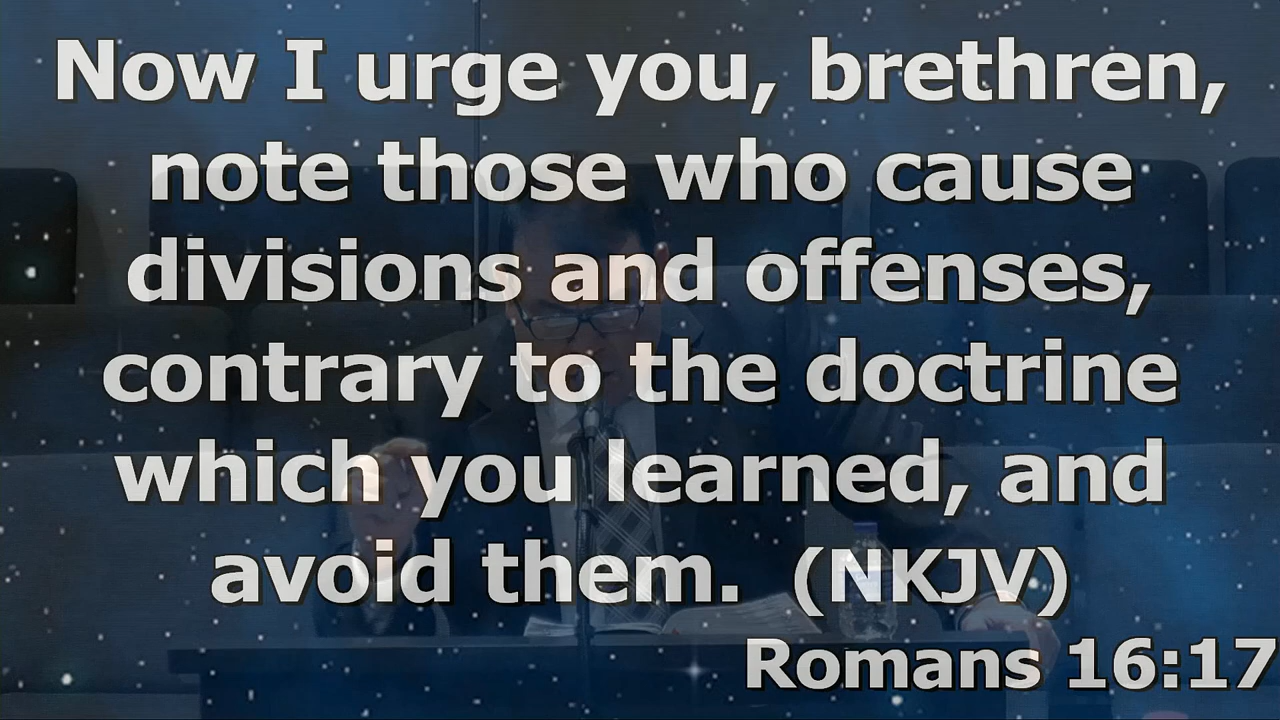 Now I urge you, brethren,
note those who cause
divisions and offenses,
contrary to the doctrine
which you learned, and
avoid them. (NKJV)
Romans 16:17